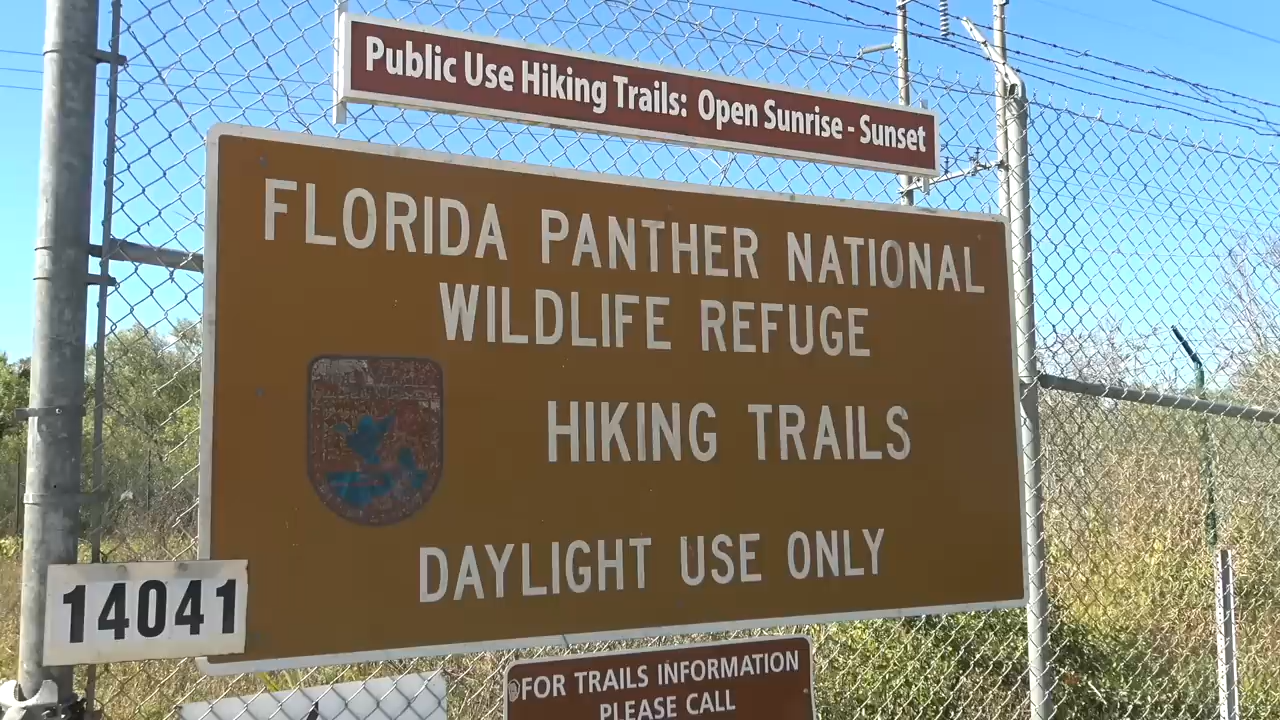 Public Use Hiking Trails: Open Sunrise - Sunset
FLORIDA PANTHER NATIONAL
WILDLIFE REFUGE
HIKING TRAILS
DAYLIGHT USE ONLY
14041
FOR TRAILS INFORMATION
PLEASE CALL